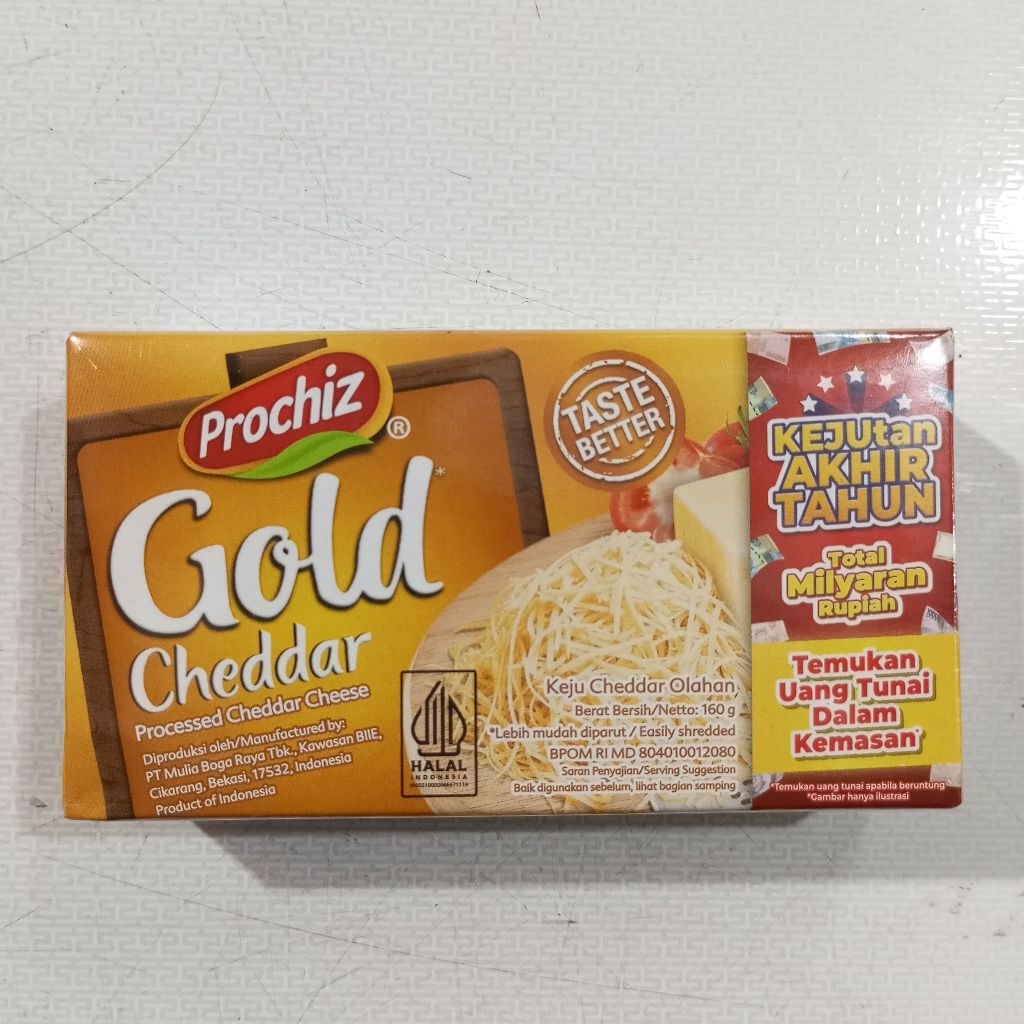 Prochiz
®
Gold*
Cheddar
Processed Cheddar Cheese
Diproduksi oleh/Manufactured by:
PT Mulia Boga Raya Tbk., Kawasan BIIE,
Cikarang, Bekasi, 17532, Indonesia
Product of Indonesia
TASTE
BETTER
HALAL
INDONESIA
Keju Cheddar Olahan
Berat Bersih/Netto: 160 g
*Lebih mudah diparut / Easily shredded
BPOM RI MD 804010012080
Saran Penyajian/Serving Suggestion
Baik digunakan sebelum, lihat bagian samping
KEJUtan
AKHIR
TAHUN
Total
Milyaran
Rupiah
Temukan
Uang Tunai
Dalam
Kemasan*
*Temukan uang tunai apabila beruntung
*Gambar hanya ilustrasi